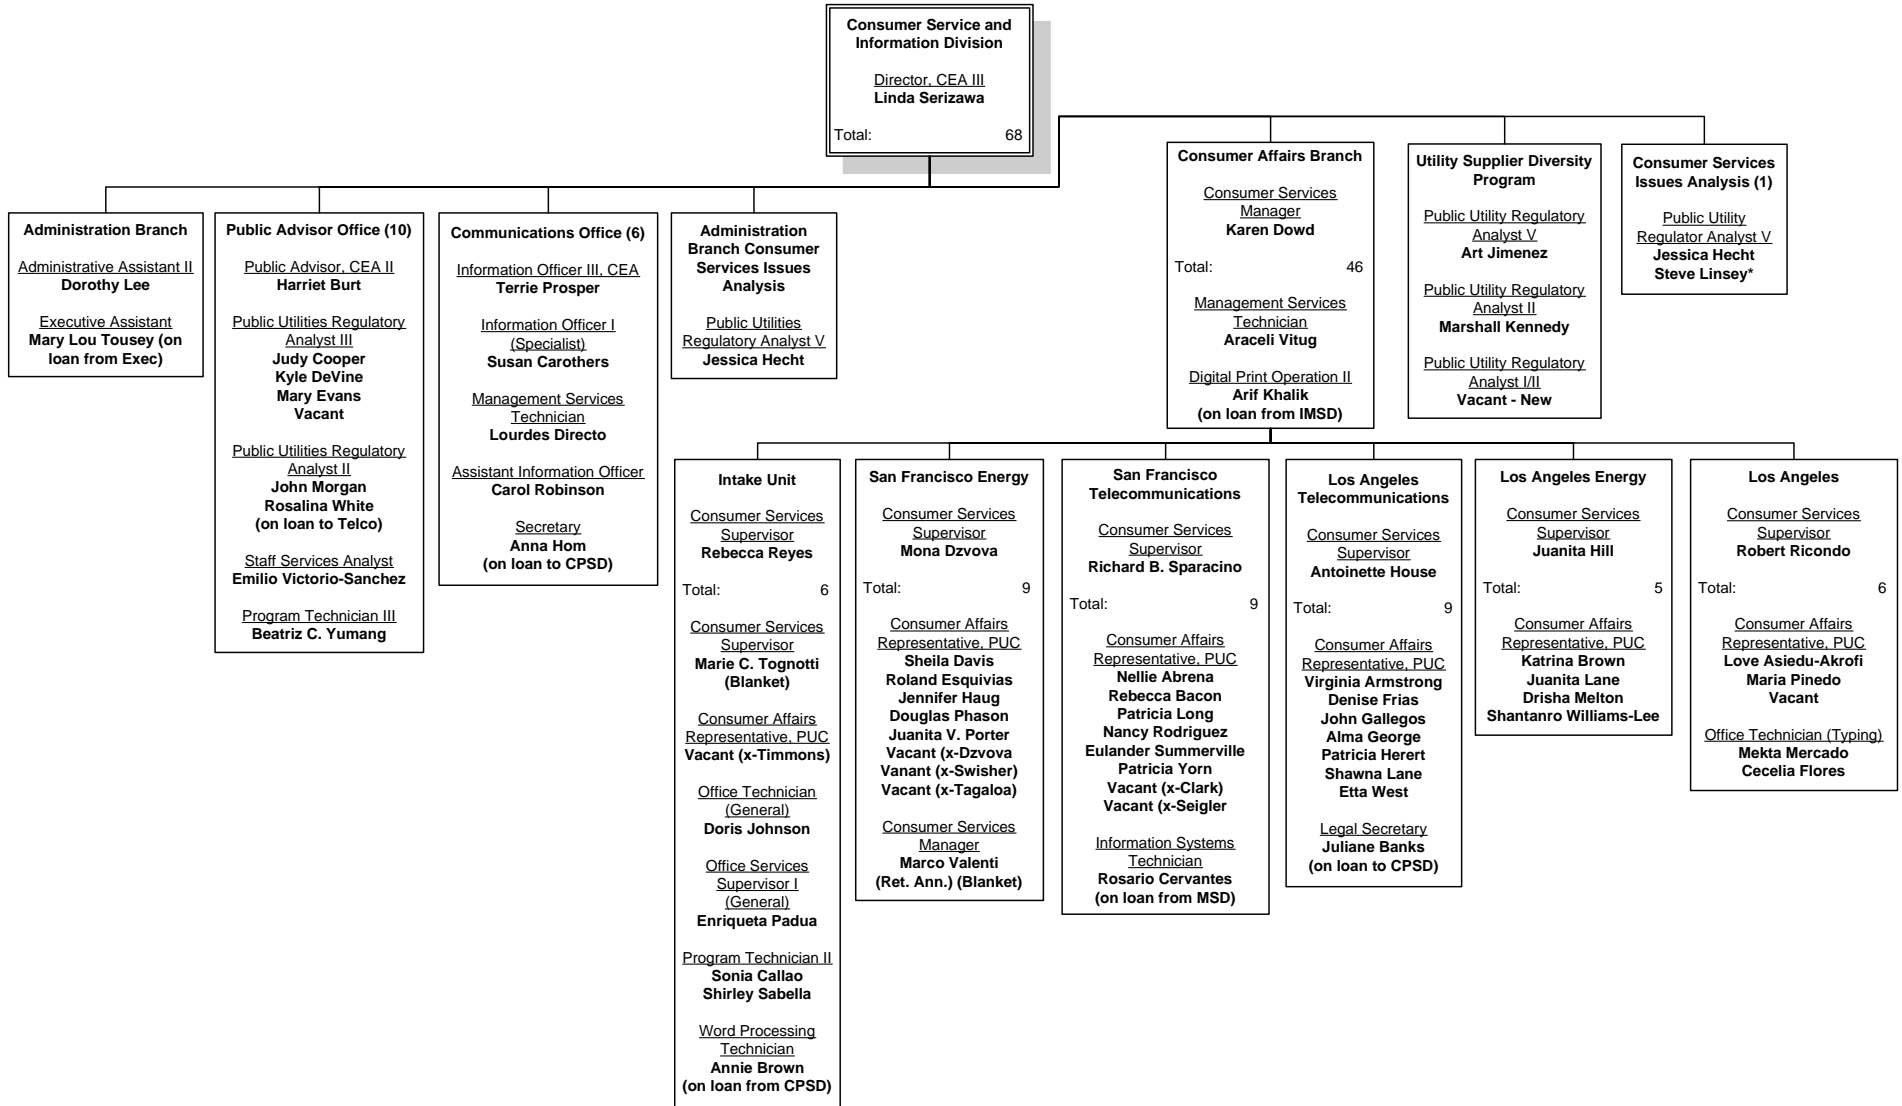 Consumer Service and
Information Division
Director, CEA III
Linda Serizawa
Total: 68
Administration Branch
Administrative Assistant II
Dorothy Lee
Executive Assistant
Mary Lou Tousey (on
loan from Exec)
Public Advisor Office (10)
Public Advisor, CEA II
Harriet Burt
Public Utilities Regulatory
Analyst III
Judy Cooper
Kyle DeVine
Mary Evans
Vacant
Public Utilities Regulatory
Analyst II
John Morgan
Rosalina White
(on loan to Telco)
Staff Services Analyst
Emilio Victorio-Sanchez
Program Technician III
Beatriz C. Yumang
Communications Office (6)
Information Officer III, CEA
Terrie Prosper
Information Officer I
(Specialist)
Susan Carothers
Management Services
Technician
Lourdes Directo
Assistant Information Officer
Carol Robinson
Secretary
Anna Hom
(on loan to CPSD)
Administration
Branch Consumer
Services Issues
Analysis
Public Utilities
Regulatory Analyst V
Jessica Hecht
Consumer Affairs Branch
Consumer Services
Manager
Karen Dowd
Total: 46
Management Services
Technician
Araceli Vitug
Digital Print Operation II
Arif Khalik
(on loan from IMSD)
Utility Supplier Diversity
Program
Public Utility Regulatory
Analyst V
Art Jimenez
Public Utility Regulatory
Analyst II
Marshall Kennedy
Public Utility Regulatory
Analyst I/II
Vacant - New
Consumer Services
Issues Analysis (1)
Public Utility
Regulator Analyst V
Jessica Hecht
Steve Linsey*
Intake Unit
Consumer Services
Supervisor
Rebecca Reyes
Total: 6
Consumer Services
Supervisor
Marie C. Tognotti
(Blanket)
Consumer Affairs
Representative, PUC
Vacant (x-Timmons)
Office Technician
(General)
Doris Johnson
Office Services
Supervisor I
(General)
Enriqueta Padua
Program Technician II
Sonia Callao
Shirley Sabella
Word Processing
Technician
Annie Brown
(on loan from CPSD)
San Francisco Energy
Consumer Services
Supervisor
Mona Dzvova
Total: 9
Consumer Affairs
Representative, PUC
Sheila Davis
Roland Esquivias
Jennifer Haug
Douglas Phason
Juanita V. Porter
Vacant (x-Dzvova
Vanant (x-Swisher)
Vacant (x-Tagaloa)
Consumer Services
Manager
Marco Valenti
(Ret. Ann.) (Blanket)
San Francisco
Telecommunications
Consumer Services
Supervisor
Richard B. Sparacino
Total: 9
Consumer Affairs
Representative, PUC
Nellie Abrena
Rebecca Bacon
Patricia Long
Nancy Rodriguez
Eulander Summerville
Patricia Yorn
Vacant (x-Clark)
Vacant (x-Seigler
Information Systems
Technician
Rosario Cervantes
(on loan from MSD)
Los Angeles
Telecommunications
Consumer Services
Supervisor
Antoinette House
Total: 9
Consumer Affairs
Representative, PUC
Virginia Armstrong
Denise Frias
John Gallegos
Alma George
Patricia Herert
Shawna Lane
Etta West
Legal Secretary
Juliane Banks
(on loan to CPSD)
Los Angeles Energy
Consumer Services
Supervisor
Juanita Hill
Total: 5
Consumer Affairs
Representative, PUC
Katrina Brown
Juanita Lane
Drisha Melton
Shantanro Williams-Lee
Los Angeles
Consumer Services
Supervisor
Robert Ricondo
Total: 6
Consumer Affairs
Representative, PUC
Love Asiedu-Akrofi
Maria Pinedo
Vacant
Office Technician (Typing)
Mekta Mercado
Cecelia Flores